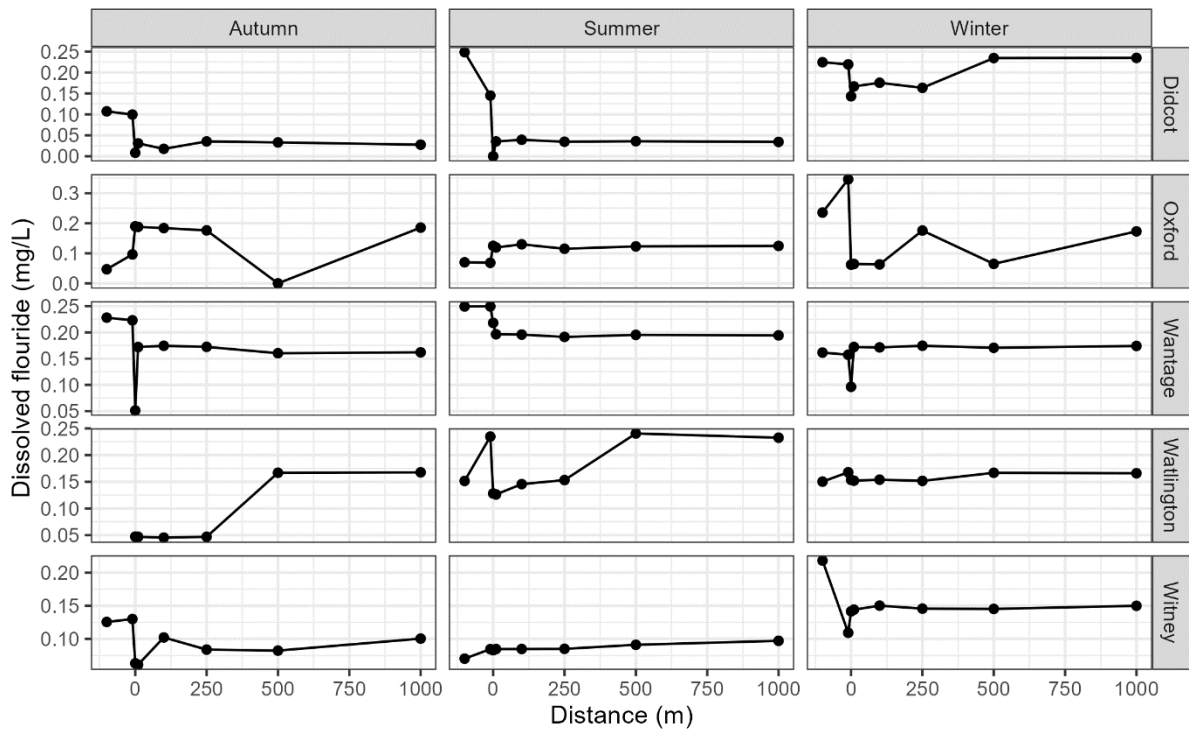 Autumn Summer Winter
0.25
0.20
0.15
0.10
0.05
0.00
Didcot
0.3
0.2
0.1
0.0
Oxford
0.25
0.20
0.15
0.10
0.05
Wantage
0.25
0.20
0.15
0.10
0.05
Watlington
0.20
0.15
0.10
Witney
Dissolved flouride (mg/L)
0 250 500 750 1000 0 250 500 750 1000 0 250 500 750 1000
Distance (m)